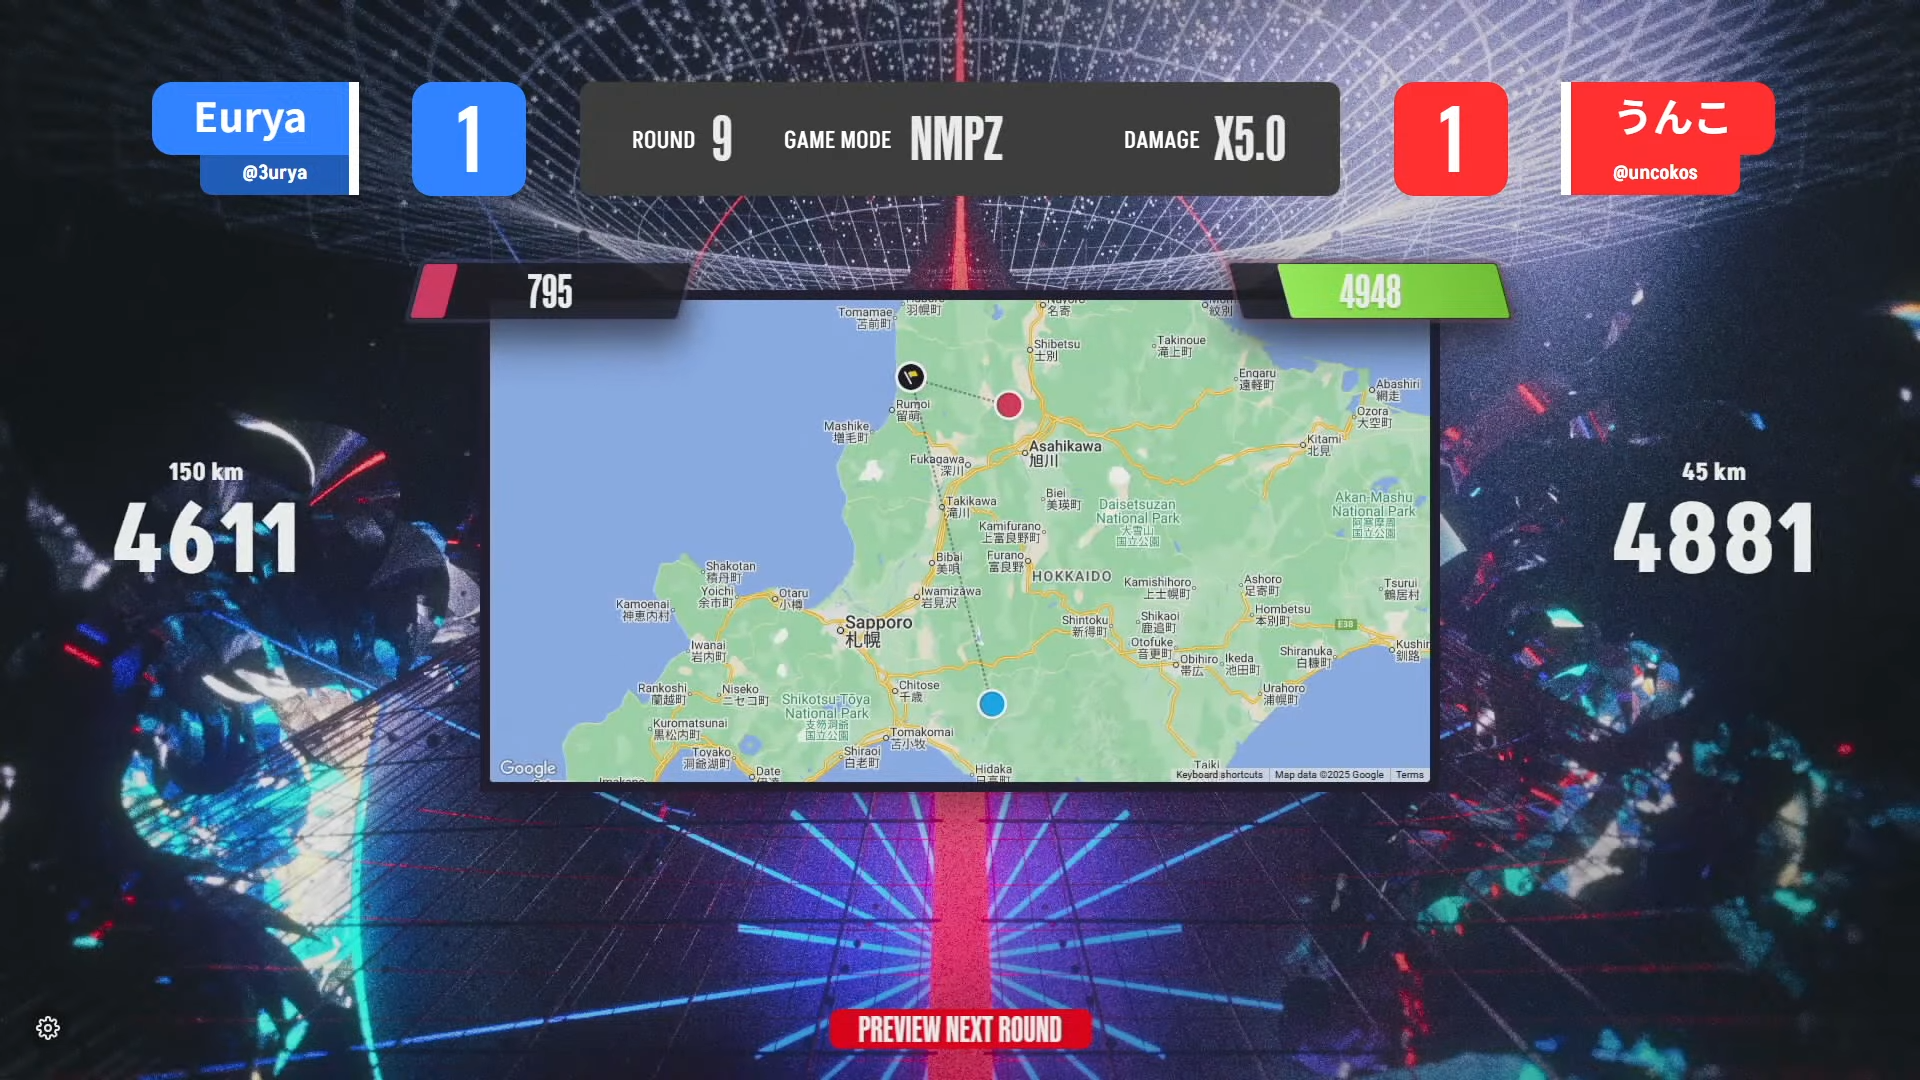 Eurya
@3urya
1
ROUND 9 GAME MODE NMPZ DAMAGE X5.0
1
うんこ
@uncokos
795
4948
150 km
4611
45 km
4881
Tomamae
苫前町
羽幌町
名寄
紋別
Shibetsu
士別
Takinoue
滝上町
Engaru
遠軽町
Abashiri
網走
Ozora
大空町
Rumoi
留萌
Mashike
増毛町
Kitami
北見
Asahikawa
旭川
Fukagawa
深川
Takikawa
滝川
Biei
美瑛町
Daisetsuzan
National Park
大雪山
国立公園
Akan-Mashu
National Park
阿寒摩周
国立公園
Kamifurano
上富良野町
Bibai
美唄
Furano
富良野
HOKKAIDO
Shakotan
積丹町
Yoichi
余市町
Otaru
小樽
Kamoenai
神恵内村
Iwamizawa
岩見沢
Kamishihoro
上士幌町
Ashoro
足寄町
Tsurui
鶴居村
Hombetsu
本別町
Sapporo
札幌
Shintoku
新得町
Shikaoi
鹿追町
E38
Otofuke
音更町
Iwanai
岩内町
Obihiro
帯広
Ikeda
池田町
Shiranuka
白糠町
Kushir
釧路
Rankoshi
蘭越町
Niseko
ニセコ町
Shikotsu-Tōya
National Park
支笏洞爺
国立公園
Chitose
千歳
Urahoro
浦幌町
Kuromatsunai
黒松内町
Toyako
洞爺湖町
Tomakomai
苫小牧
Shiraoi
白老町
Date
Hidaka
Taiki
Google
Keyboard shortcuts
Map data ©2025 Google
Terms
PREVIEW NEXT ROUND